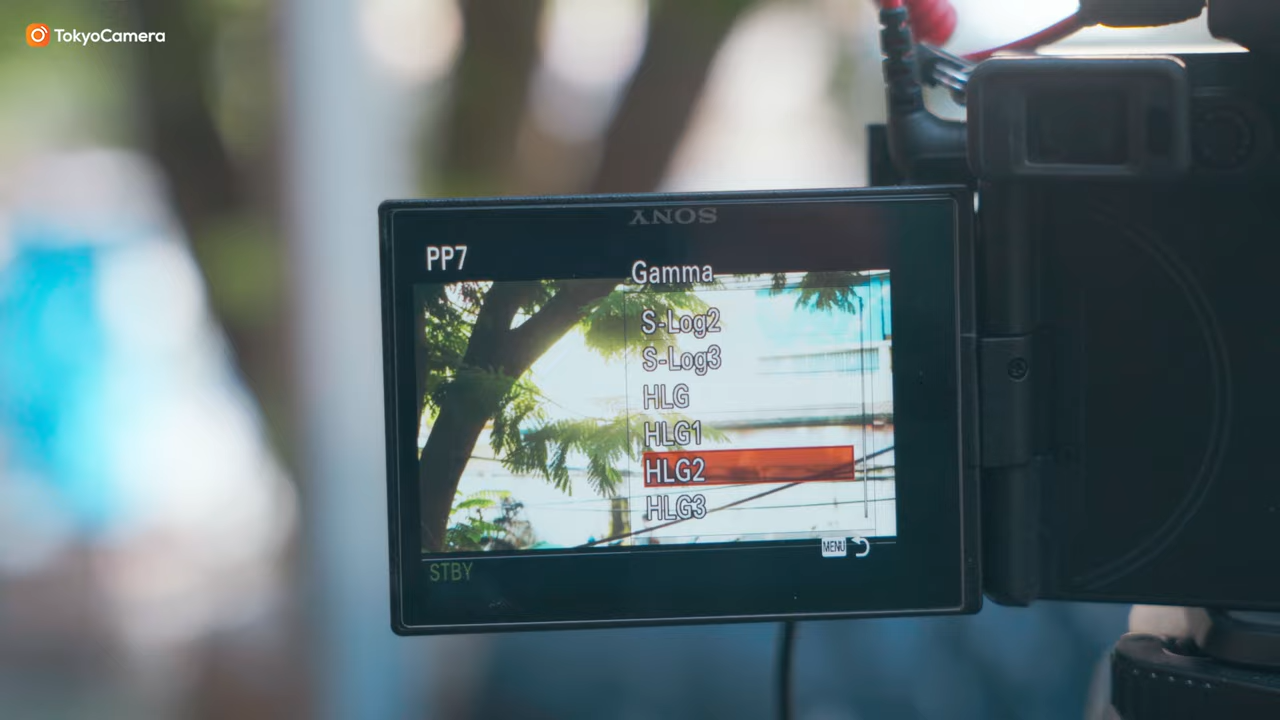 TokyoCamera
SONY
PP7
Gamma
S-Log2
S-Log3
HLG
HLG1
HLG2
HLG3
MENU
STBY